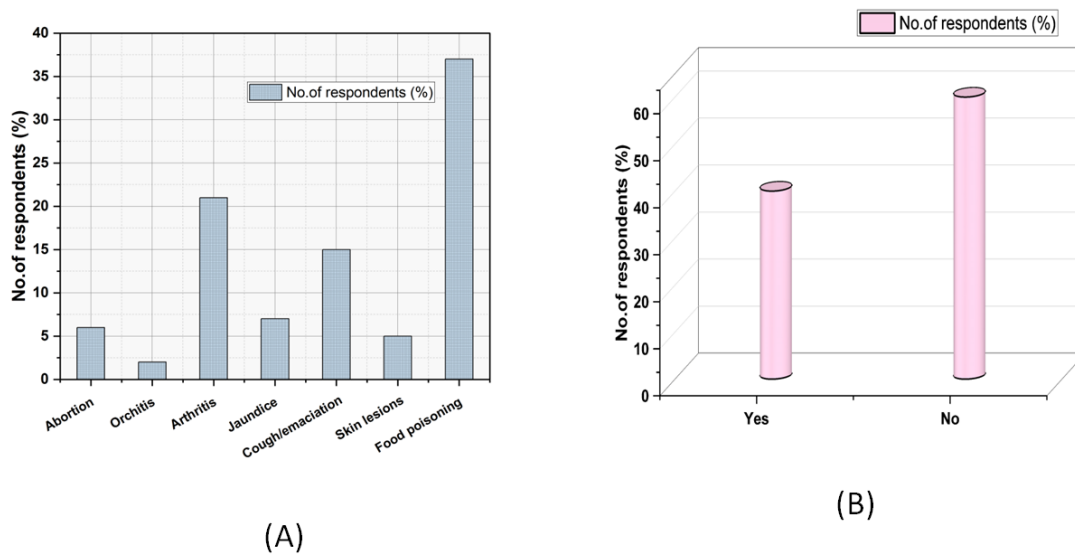 No.of respondents (%)
40
35
30
25
20
15
10
5
0
No.of respondents (%)
Abortion
Orchitis
Arthritis
Jaundice
Cough/emaciation
Skin lesions
Food poisoning
(A)
No.of respondents (%)
No.of respondents (%)
60
50
40
30
20
10
0
Yes
No
(B)